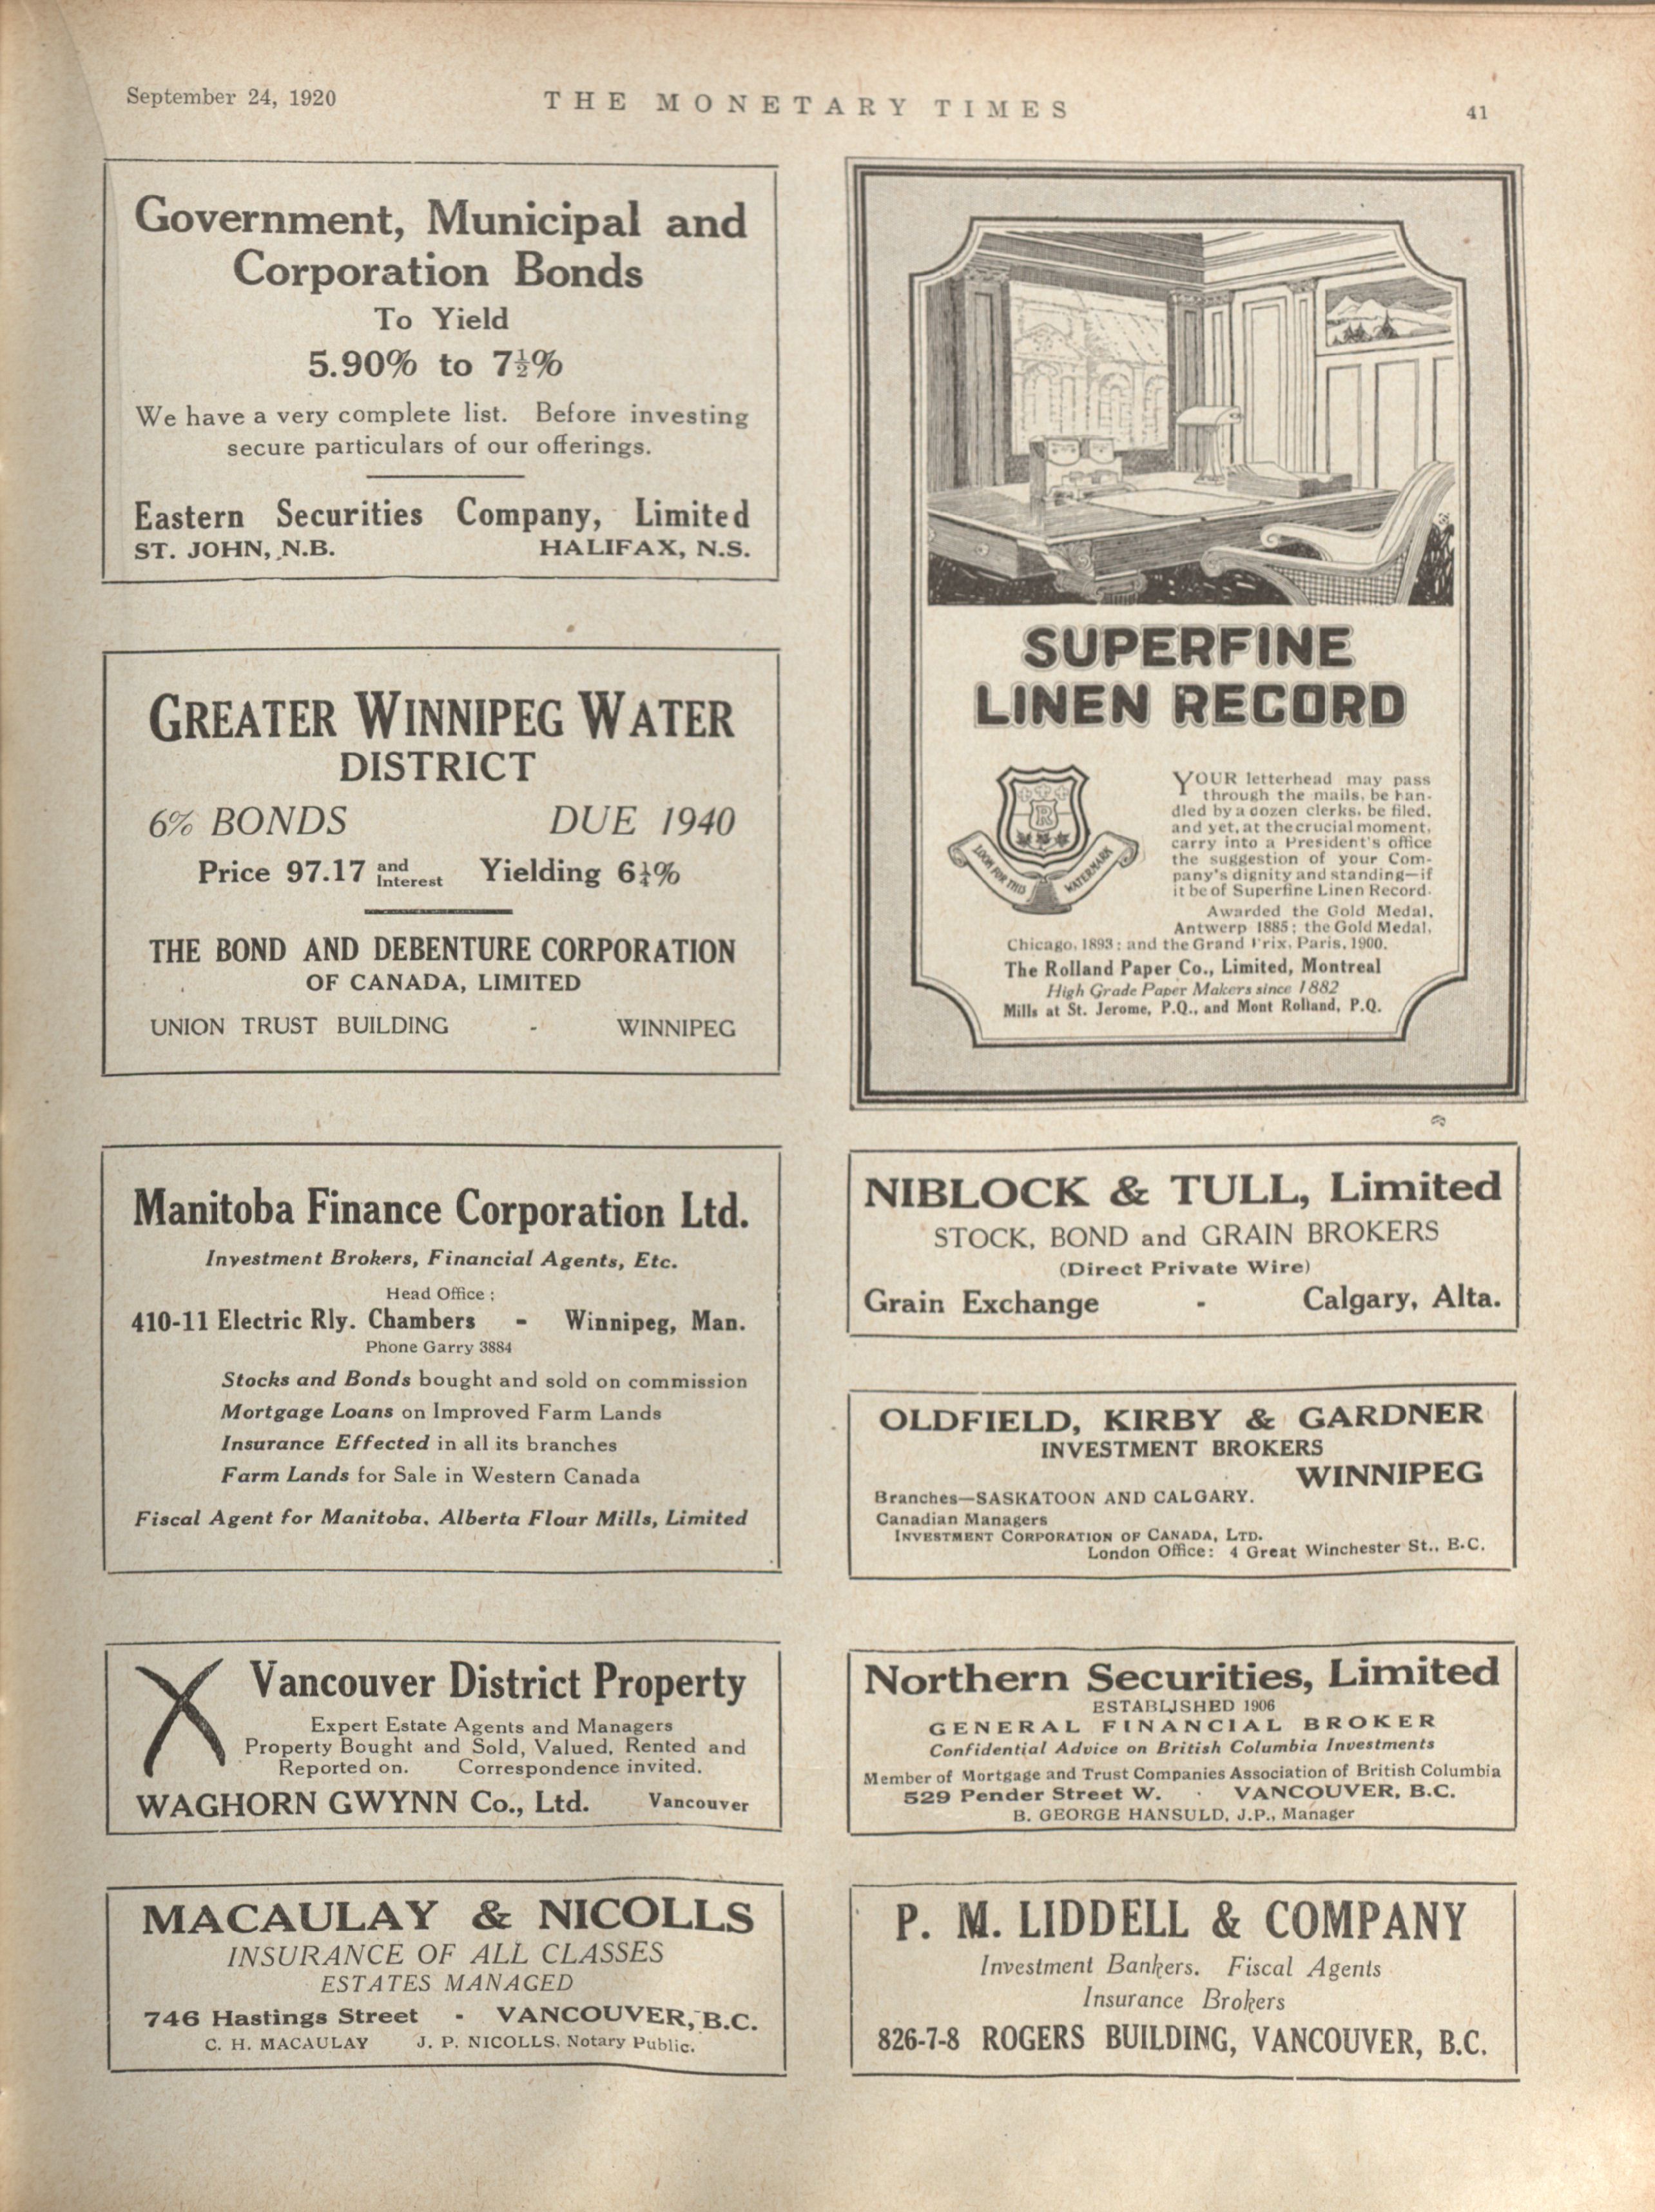 September 24, 1920
THE MONETARY TIMES
41
Government, Municipal and
Corporation Bonds
To Yield
5.90% to 7½%
We have a very complete list. Before investing
secure particulars of our offerings.
Eastern Securities Company, Limited
ST. JOHN, N.B. HALIFAX, N.S.
GREATER WINNIPEG WATER
DISTRICT
6% BONDS DUE 1940
Price 97.17 and Interest Yielding 6¼%
THE BOND AND DEBENTURE CORPORATION
OF CANADA, LIMITED
UNION TRUST BUILDING - WINNIPEG
Manitoba Finance Corporation Ltd.
Investment Brokers, Financial Agents, Etc.
Head Office:
410-11 Electric Rly. Chambers - Winnipeg, Man.
Phone Garry 3884
Stocks and Bonds bought and sold on commission
Mortgage Loans on Improved Farm Lands
Insurance Effected in all its branches
Farm Lands for Sale in Western Canada
Fiscal Agent for Manitoba, Alberta Flour Mills, Limited
Vancouver District Property
Expert Estate Agents and Managers
Property Bought and Sold, Valued, Rented and
Reported on. Correspondence invited.
WAGHORN GWYNN Co., Ltd. Vancouver
MACAULAY & NICOLLS
INSURANCE OF ALL CLASSES
ESTATES MANAGED
746 Hastings Street - VANCOUVER, B.C.
C. H. MACAULAY J. P. NICOLLS, Notary Public.
SUPERFINE
LINEN RECORD
R
LOOK FOR THIS WATERMARK
YOUR letterhead may pass
through the mails, be han-
dled by a dozen clerks, be filed,
and yet, at the crucial moment,
carry into a President's office
the suggestion of your Com-
pany's dignity and standing—if
it be of Superfine Linen Record.
Awarded the Gold Medal,
Antwerp 1885; the Gold Medal,
Chicago, 1893; and the Grand Prix, Paris, 1900.
The Rolland Paper Co., Limited, Montreal
High Grade Paper Makers since 1882
Mills at St. Jerome, P.Q., and Mont Rolland, P.Q.
NIBLOCK & TULL, Limited
STOCK, BOND and GRAIN BROKERS
(Direct Private Wire)
Grain Exchange - Calgary, Alta.
OLDFIELD, KIRBY & GARDNER
INVESTMENT BROKERS
WINNIPEG
Branches—SASKATOON AND CALGARY.
Canadian Managers
INVESTMENT CORPORATION OF CANADA, LTD.
London Office: 4 Great Winchester St., E.C.
Northern Securities, Limited
ESTABLISHED 1906
GENERAL FINANCIAL BROKER
Confidential Advice on British Columbia Investments
Member of Mortgage and Trust Companies Association of British Columbia
529 Pender Street W. - VANCOUVER, B.C.
B. GEORGE HANSULD, J.P., Manager
P. M. LIDDELL & COMPANY
Investment Bankers. Fiscal Agents
Insurance Brokers
826-7-8 ROGERS BUILDING, VANCOUVER, B.C.